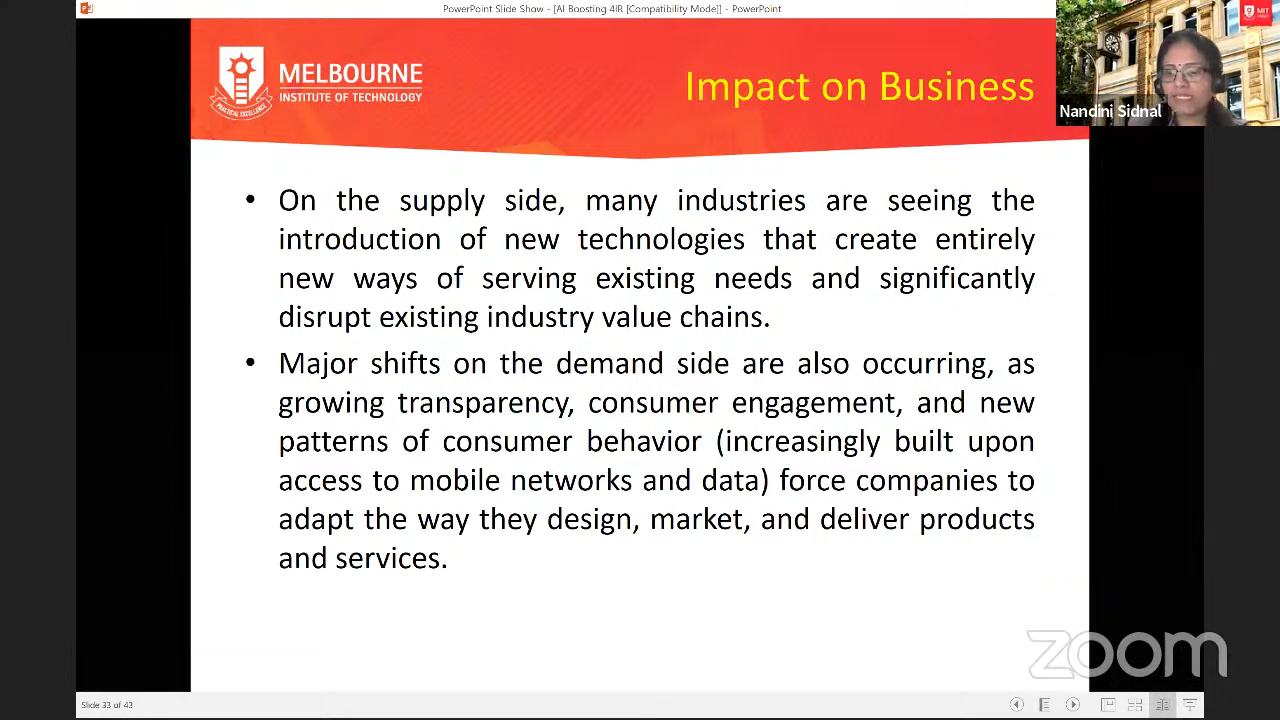 PowerPoint Slide Show - [AI Boosting 4IR [Compatibility Mode]] - PowerPoint
MIT
MELBOURNE
INSTITUTE OF TECHNOLOGY
PRACTICAL EXCELLENCE
Impact on Business
Nandini Sidnal
• On the supply side, many industries are seeing the
introduction of new technologies that create entirely
new ways of serving existing needs and significantly
disrupt existing industry value chains.
• Major shifts on the demand side are also occurring, as
growing transparency, consumer engagement, and new
patterns of consumer behavior (increasingly built upon
access to mobile networks and data) force companies to
adapt the way they design, market, and deliver products
and services.
zoom
Slide 33 of 43